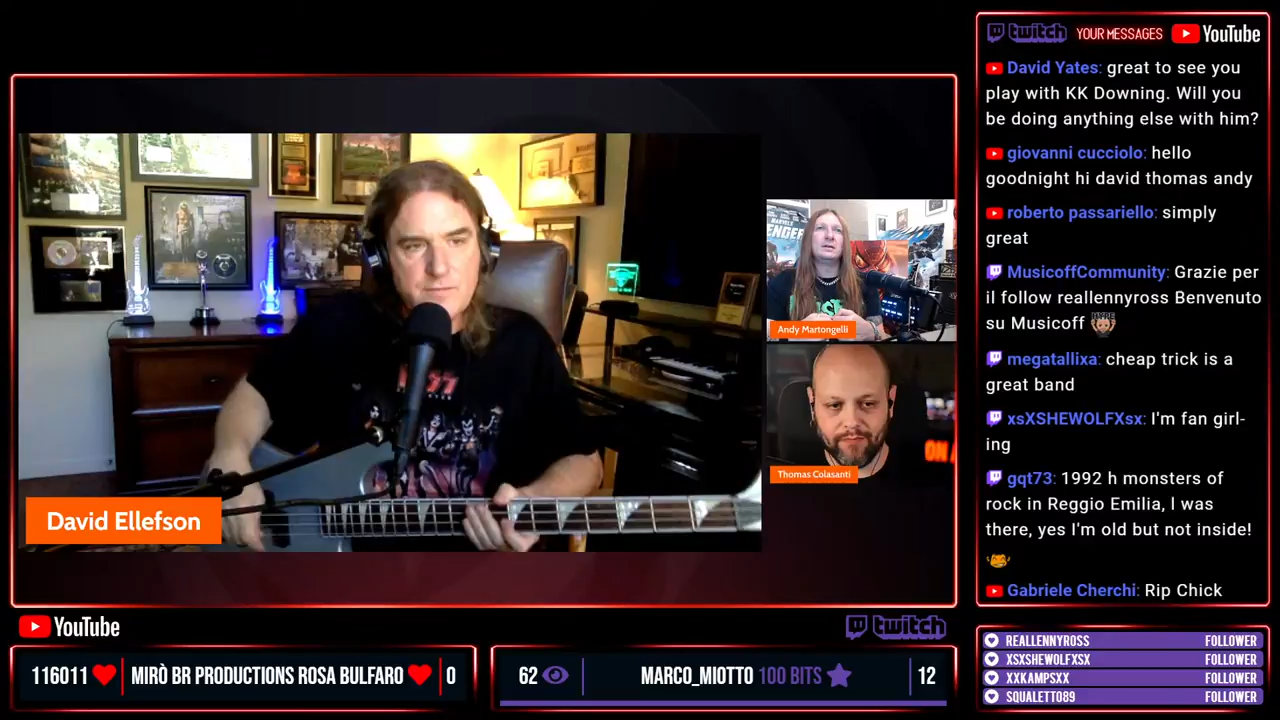 twitch YOUR MESSAGES YouTube
David Yates: great to see you
play with KK Downing. Will you
be doing anything else with him?
giovanni cucciolo: hello
goodnight hi david thomas andy
roberto passariello: simply
great
MusicoffCommunity: Grazie per
il follow reallennyross Benvenuto
su Musicoff HYPE
megatallixa: cheap trick is a
great band
xsXSHEWOLFXsx: I'm fan girl-
ing
gqt73: 1992 h monsters of
rock in Reggio Emilia, I was
there, yes I'm old but not inside!
Gabriele Cherchi: Rip Chick
Andy Martongelli
Thomas Colasanti
David Ellefson
YouTube
twitch
116011 MIRÒ BR PRODUCTIONS ROSA BULFARO 0
62 MARCO_MIOTTO 100 BITS 12
REALLENNYROSS FOLLOWER
XSXSHEWOLFXSX FOLLOWER
XXKAMPSXX FOLLOWER
SQUALETTO89 FOLLOWER